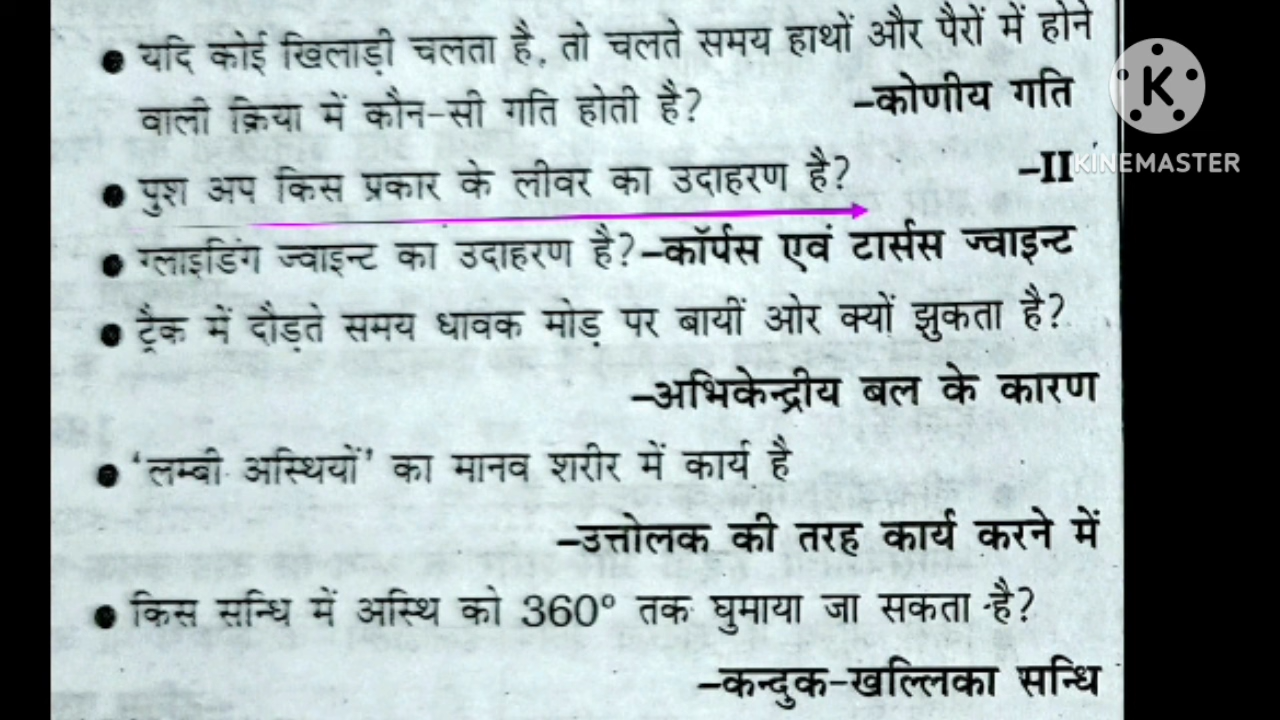 ● यदि कोई खिलाड़ी चलता है, तो चलते समय हाथों और पैरों में होने
वाली क्रिया में कौन-सी गति होती है? -कोणीय गति
K
KINEMASTER
● पुश अप किस प्रकार के लीवर का उदाहरण है? -II
● ग्लाइडिंग ज्वाइन्ट का उदाहरण है?-कॉर्पस एवं टार्सस ज्वाइन्ट
● ट्रैक में दौड़ते समय धावक मोड़ पर बायीं ओर क्यों झुकता है?
-अभिकेन्द्रीय बल के कारण
● 'लम्बी अस्थियों' का मानव शरीर में कार्य है
-उत्तोलक की तरह कार्य करने में
● किस सन्धि में अस्थि को 360° तक घुमाया जा सकता है?
-कन्दुक-खल्लिका सन्धि